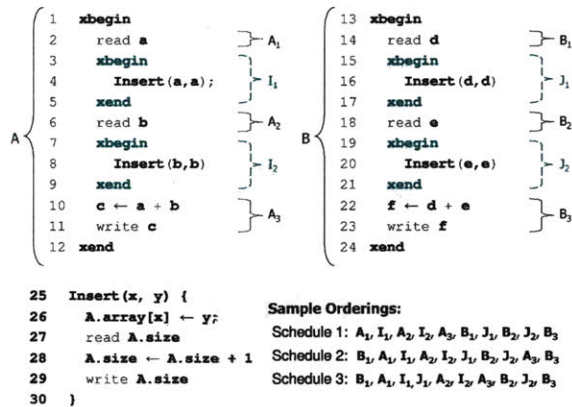 A
1 xbegin
2 read a A₁
3 xbegin
4 Insert(a,a); I₁
5 xend
6 read b A₂
7 xbegin
8 Insert(b,b) I₂
9 xend
10 c ← a + b
11 write c A₃
12 xend
B
13 xbegin
14 read d B₁
15 xbegin
16 Insert(d,d) J₁
17 xend
18 read e B₂
19 xbegin
20 Insert(e,e) J₂
21 xend
22 f ← d + e
23 write f B₃
24 xend
25 Insert(x, y) {
26 A.array[x] ← y;
27 read A.size
28 A.size ← A.size + 1
29 write A.size
30 }
Sample Orderings:
Schedule 1: A₁, I₁, A₂, I₂, A₃, B₁, J₁, B₂, J₂, B₃
Schedule 2: B₁, A₁, I₁, A₂, I₂, J₁, B₂, J₂, A₃, B₃
Schedule 3: B₁, A₁, I₁, J₁, A₂, I₂, A₃, B₂, J₂, B₃